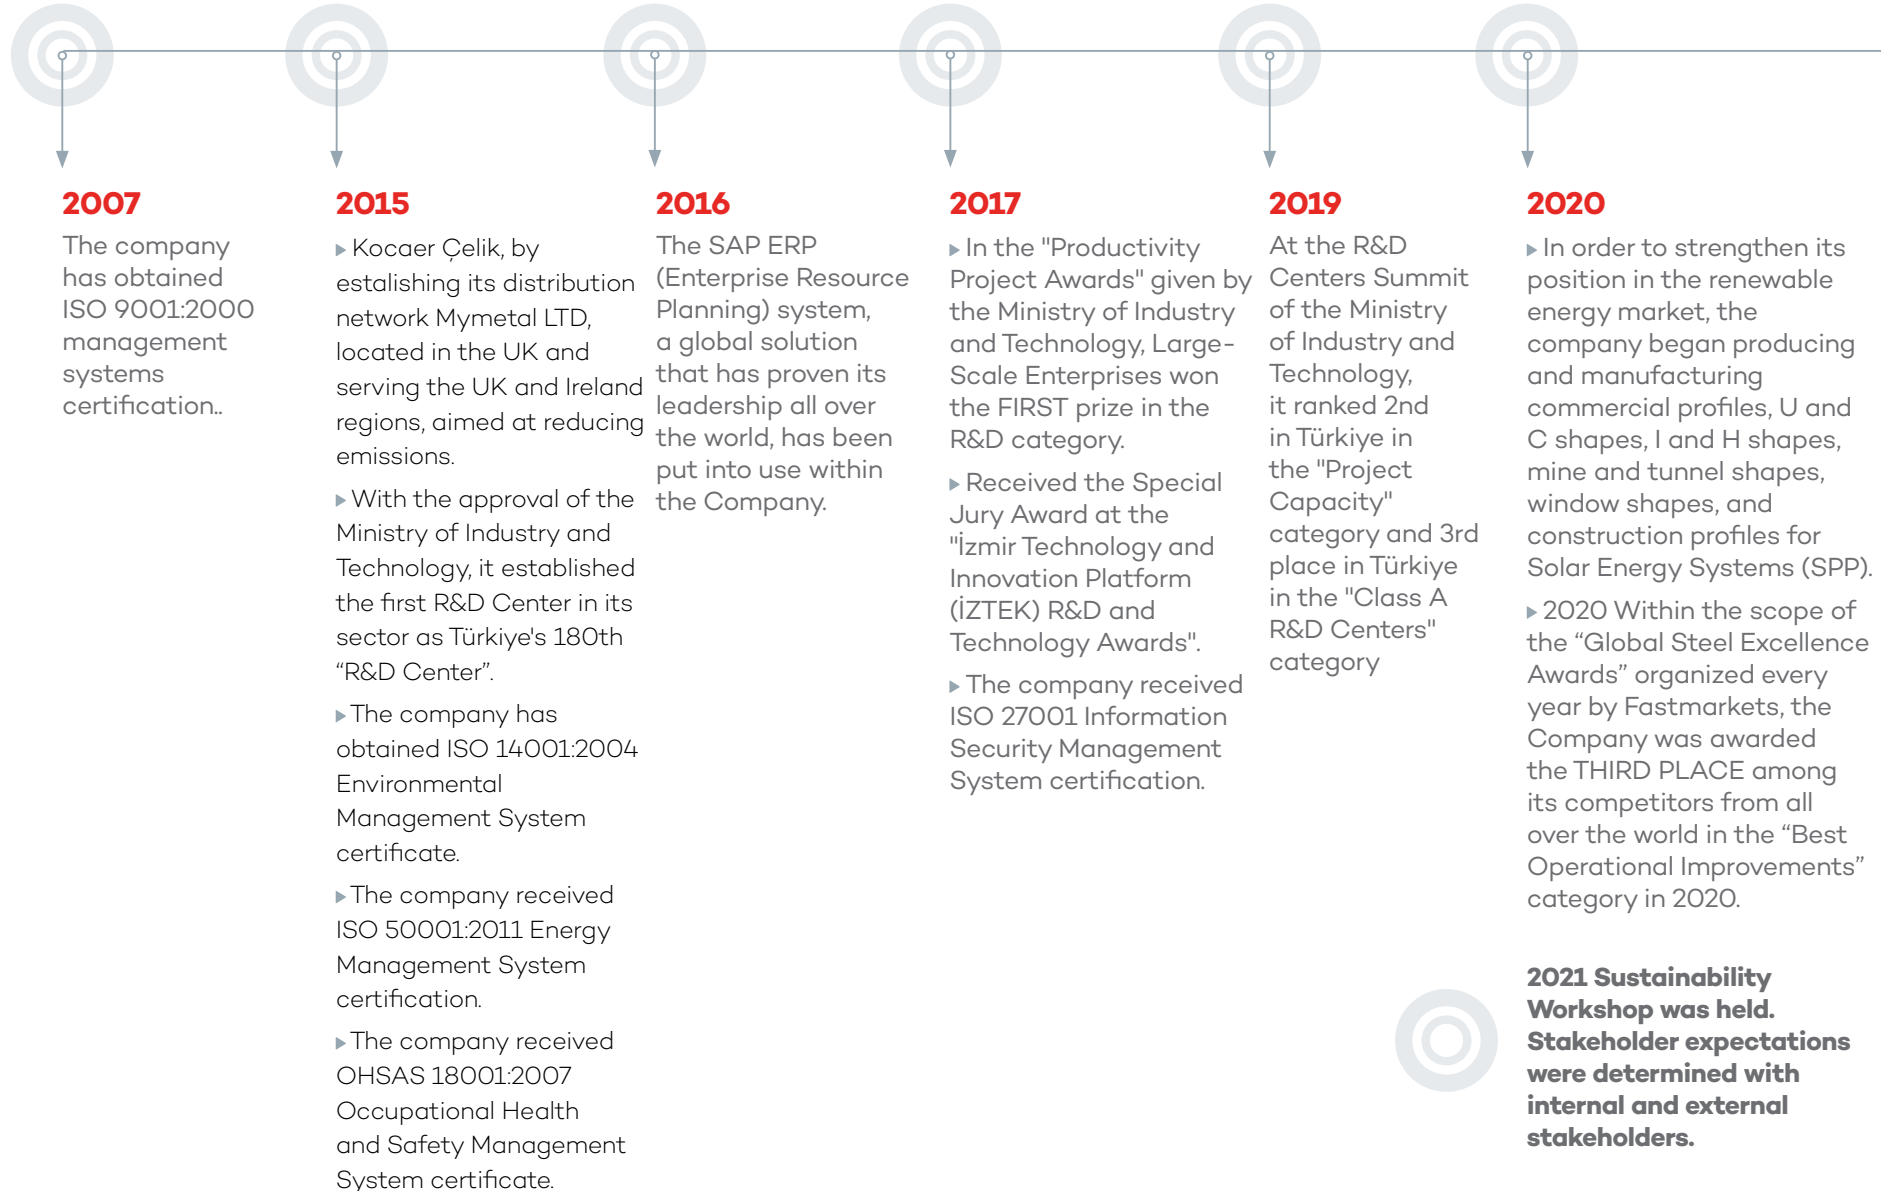 2007
The company
has obtained
ISO 9001:2000
management
systems
certification..
2015
Kocaer Çelik, by
estalishing its distribution
network Mymetal LTD,
located in the UK and
serving the UK and Ireland
regions, aimed at reducing
emissions.
With the approval of the
Ministry of Industry and
Technology, it established
the first R&D Center in its
sector as Türkiye's 180th
“R&D Center”.
The company has
obtained ISO 14001:2004
Environmental
Management System
certificate.
The company received
ISO 50001:2011 Energy
Management System
certification.
The company received
OHSAS 18001:2007
Occupational Health
and Safety Management
System certificate.
2016
The SAP ERP
(Enterprise Resource
Planning) system,
a global solution
that has proven its
leadership all over
the world, has been
put into use within
the Company.
2017
In the "Productivity
Project Awards" given by
the Ministry of Industry
and Technology, Large-
Scale Enterprises won
the FIRST prize in the
R&D category.
Received the Special
Jury Award at the
"İzmir Technology and
Innovation Platform
(İZTEK) R&D and
Technology Awards".
The company received
ISO 27001 Information
Security Management
System certification.
2019
At the R&D
Centers Summit
of the Ministry
of Industry and
Technology,
it ranked 2nd
in Türkiye in
the "Project
Capacity"
category and 3rd
place in Türkiye
in the "Class A
R&D Centers"
category
2020
In order to strengthen its
position in the renewable
energy market, the
company began producing
and manufacturing
commercial profiles, U and
C shapes, I and H shapes,
mine and tunnel shapes,
window shapes, and
construction profiles for
Solar Energy Systems (SPP).
2020 Within the scope of
the “Global Steel Excellence
Awards” organized every
year by Fastmarkets, the
Company was awarded
the THIRD PLACE among
its competitors from all
over the world in the “Best
Operational Improvements”
category in 2020.
2021 Sustainability
Workshop was held.
Stakeholder expectations
were determined with
internal and external
stakeholders.